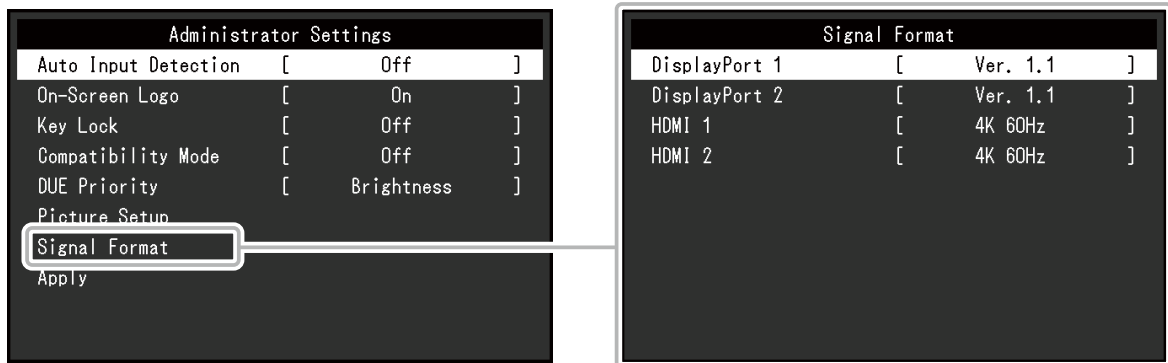 Administrator Settings
Auto Input Detection [ Off ]
On-Screen Logo [ On ]
Key Lock [ Off ]
Compatibility Mode [ Off ]
DUE Priority [ Brightness ]
Picture Setup
Signal Format
Apply
Signal Format
DisplayPort 1 [ Ver. 1.1 ]
DisplayPort 2 [ Ver. 1.1 ]
HDMI 1 [ 4K 60Hz ]
HDMI 2 [ 4K 60Hz ]